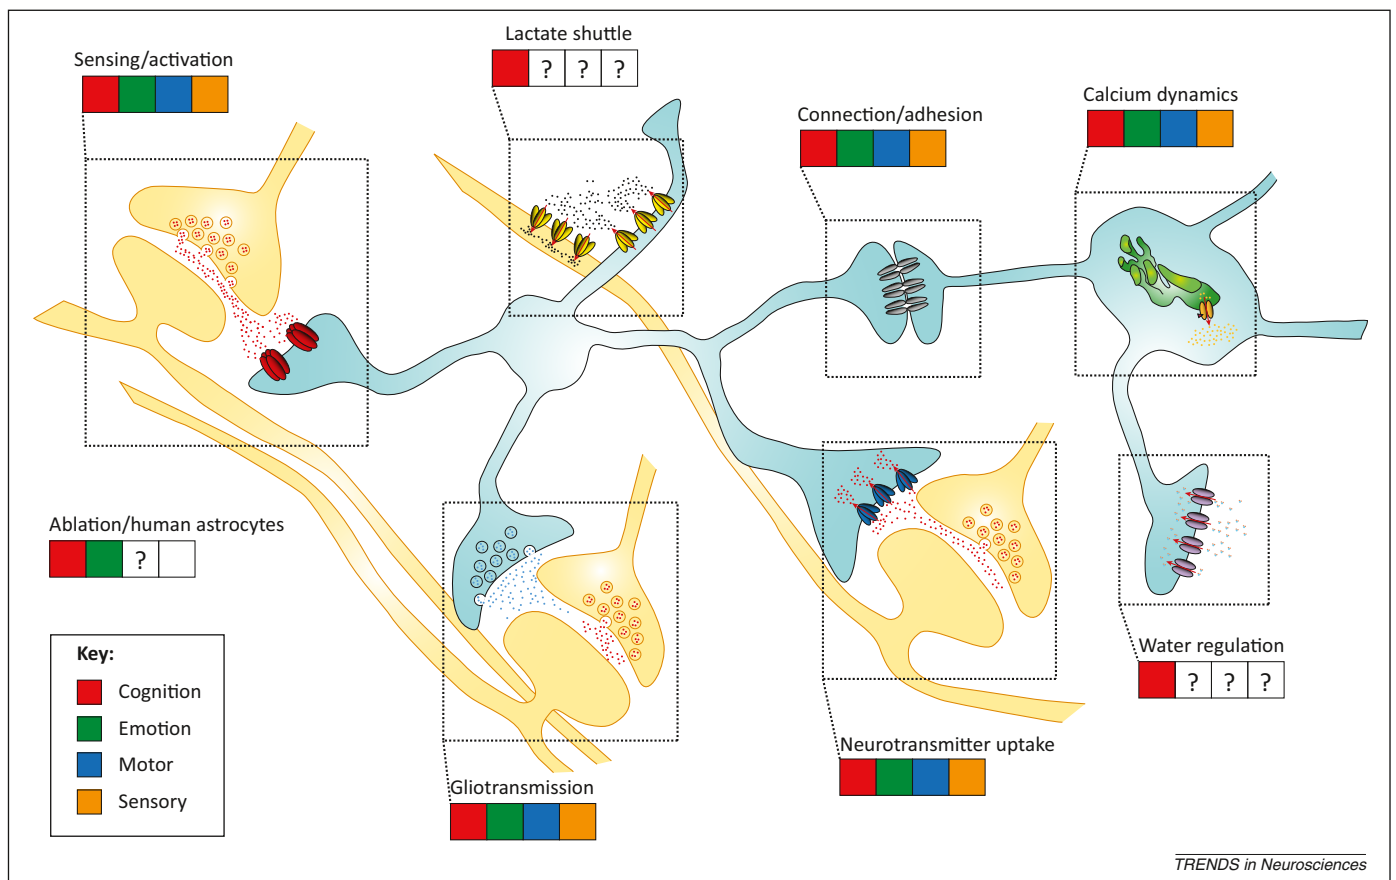 Lactate shuttle
? ? ?
Sensing/activation
Calcium dynamics
Connection/adhesion
Ablation/human astrocytes
?
Key:
Cognition
Emotion
Motor
Sensory
Water regulation
? ? ?
Neurotransmitter uptake
Gliotransmission
TRENDS in Neurosciences